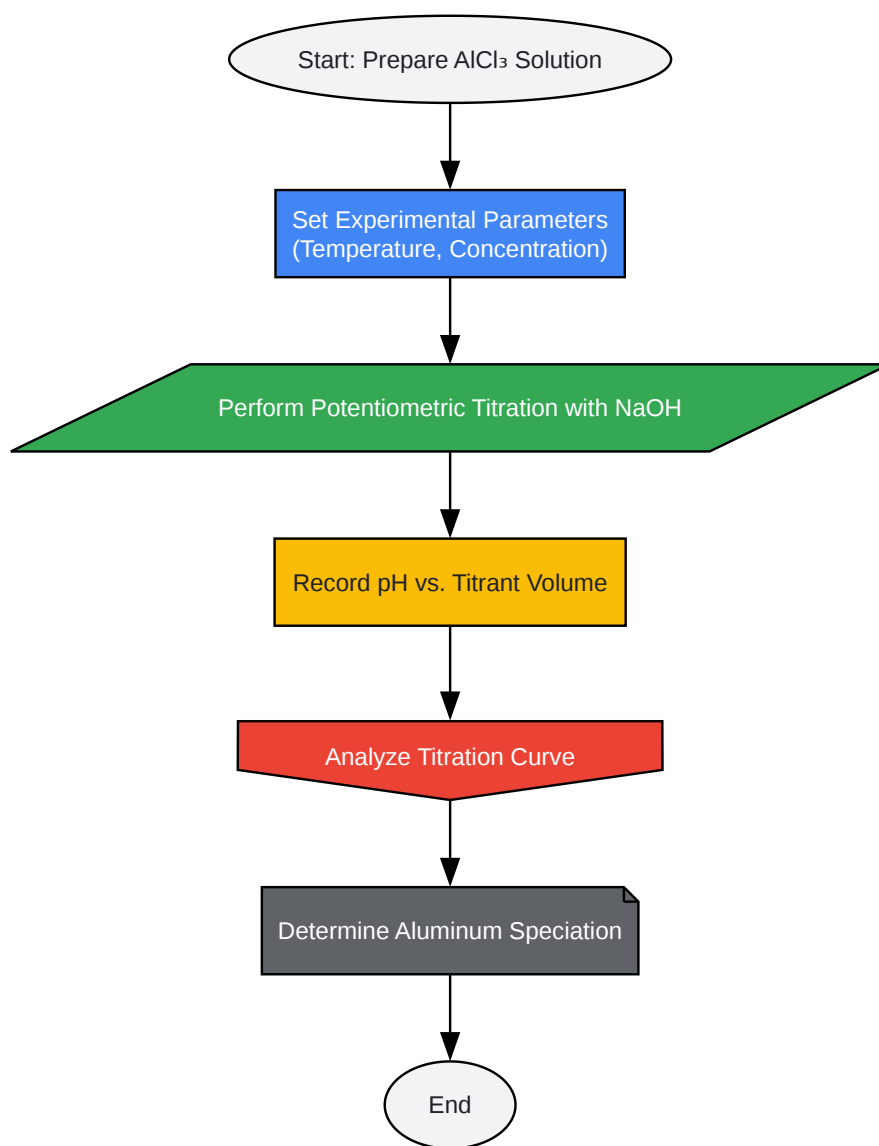 Start: Prepare AlCl₃ Solution
Set Experimental Parameters
(Temperature, Concentration)
Perform Potentiometric Titration with NaOH
Record pH vs. Titrant Volume
Analyze Titration Curve
Determine Aluminum Speciation
End